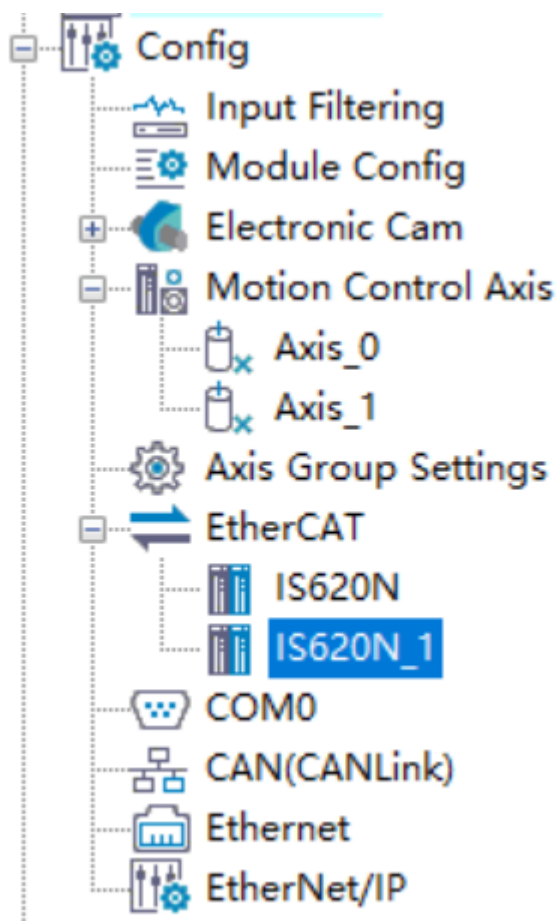 Config
Input Filtering
Module Config
Electronic Cam
Motion Control Axis
Axis_0
Axis_1
Axis Group Settings
EtherCAT
IS620N
IS620N_1
COM0
CAN(CANLink)
Ethernet
EtherNet/IP